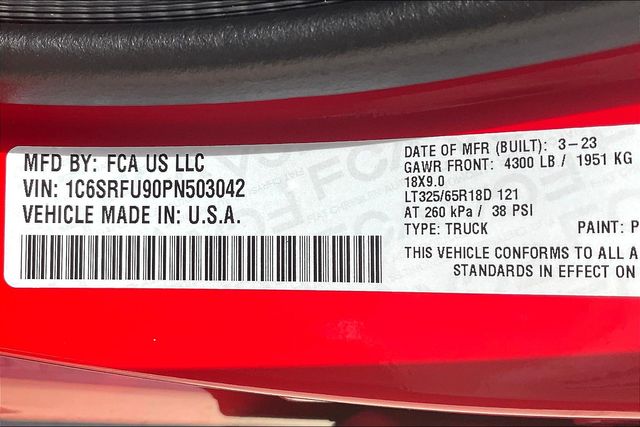 MFD BY: FCA US LLC
VIN: 1C6SRFU90PN503042
VEHICLE MADE IN: U.S.A.
DATE OF MFR (BUILT): 3-23
GAWR FRONT: 4300 LB / 1951 KG
18X9.0
LT325/65R18D 121
AT 260 kPa / 38 PSI
TYPE: TRUCK PAINT: P
THIS VEHICLE CONFORMS TO ALL A
STANDARDS IN EFFECT ON